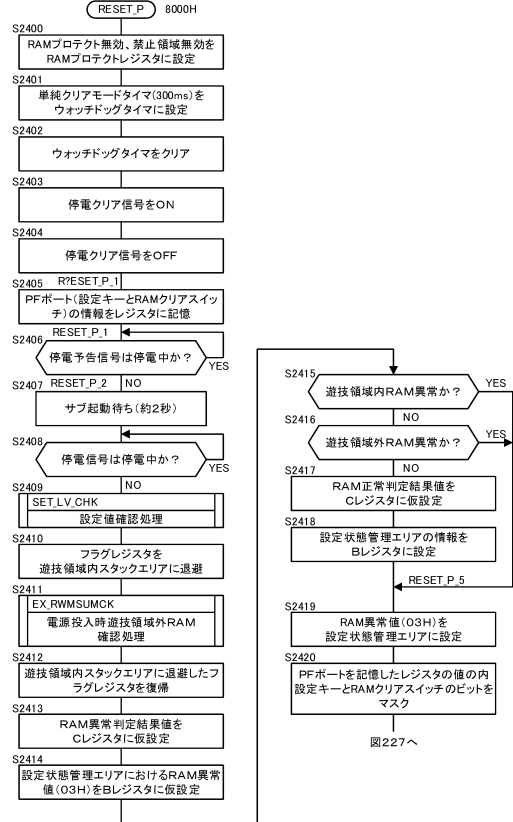 RESET_P 8000H
S2400
RAMプロテクト無効、禁止領域無効を
RAMプロテクトレジスタに設定
S2401
単純クリアモードタイマ(300ms)を
ウォッチドッグタイマに設定
S2402
ウォッチドッグタイマをクリア
S2403
停電クリア信号をON
S2404
停電クリア信号をOFF
R?ESET_P_1
S2405
PFポート(設定キーとRAMクリアスイッ
チ)の情報をレジスタに記憶
RESET_P_1
S2406
停電予告信号は停電中か?
YES
NO
RESET_P_2
S2407
サブ起動待ち(約2秒)
S2408
停電信号は停電中か?
YES
NO
S2409
SET_LV_CHK
設定値確認処理
S2410
フラグレジスタを
遊技領域内スタックエリアに退避
S2411
EX_RWMSUMCK
電源投入時遊技領域外RAM
確認処理
S2412
遊技領域内スタックエリアに退避したフ
ラグレジスタを復帰
S2413
RAM異常判定結果値を
Cレジスタに仮設定
S2414
設定状態管理エリアにおけるRAM異常
値(03H)をBレジスタに仮設定
S2415
遊技領域内RAM異常か?
YES
NO
S2416
遊技領域外RAM異常か?
YES
NO
S2417
RAM正常判定結果値を
Cレジスタに仮設定
S2418
設定状態管理エリアの情報を
Bレジスタに設定
RESET_P_5
S2419
RAM異常値(03H)を
設定状態管理エリアに設定
S2420
PFポートを記憶したレジスタの値の内
設定キーとRAMクリアスイッチのビットを
マスク
図227へ